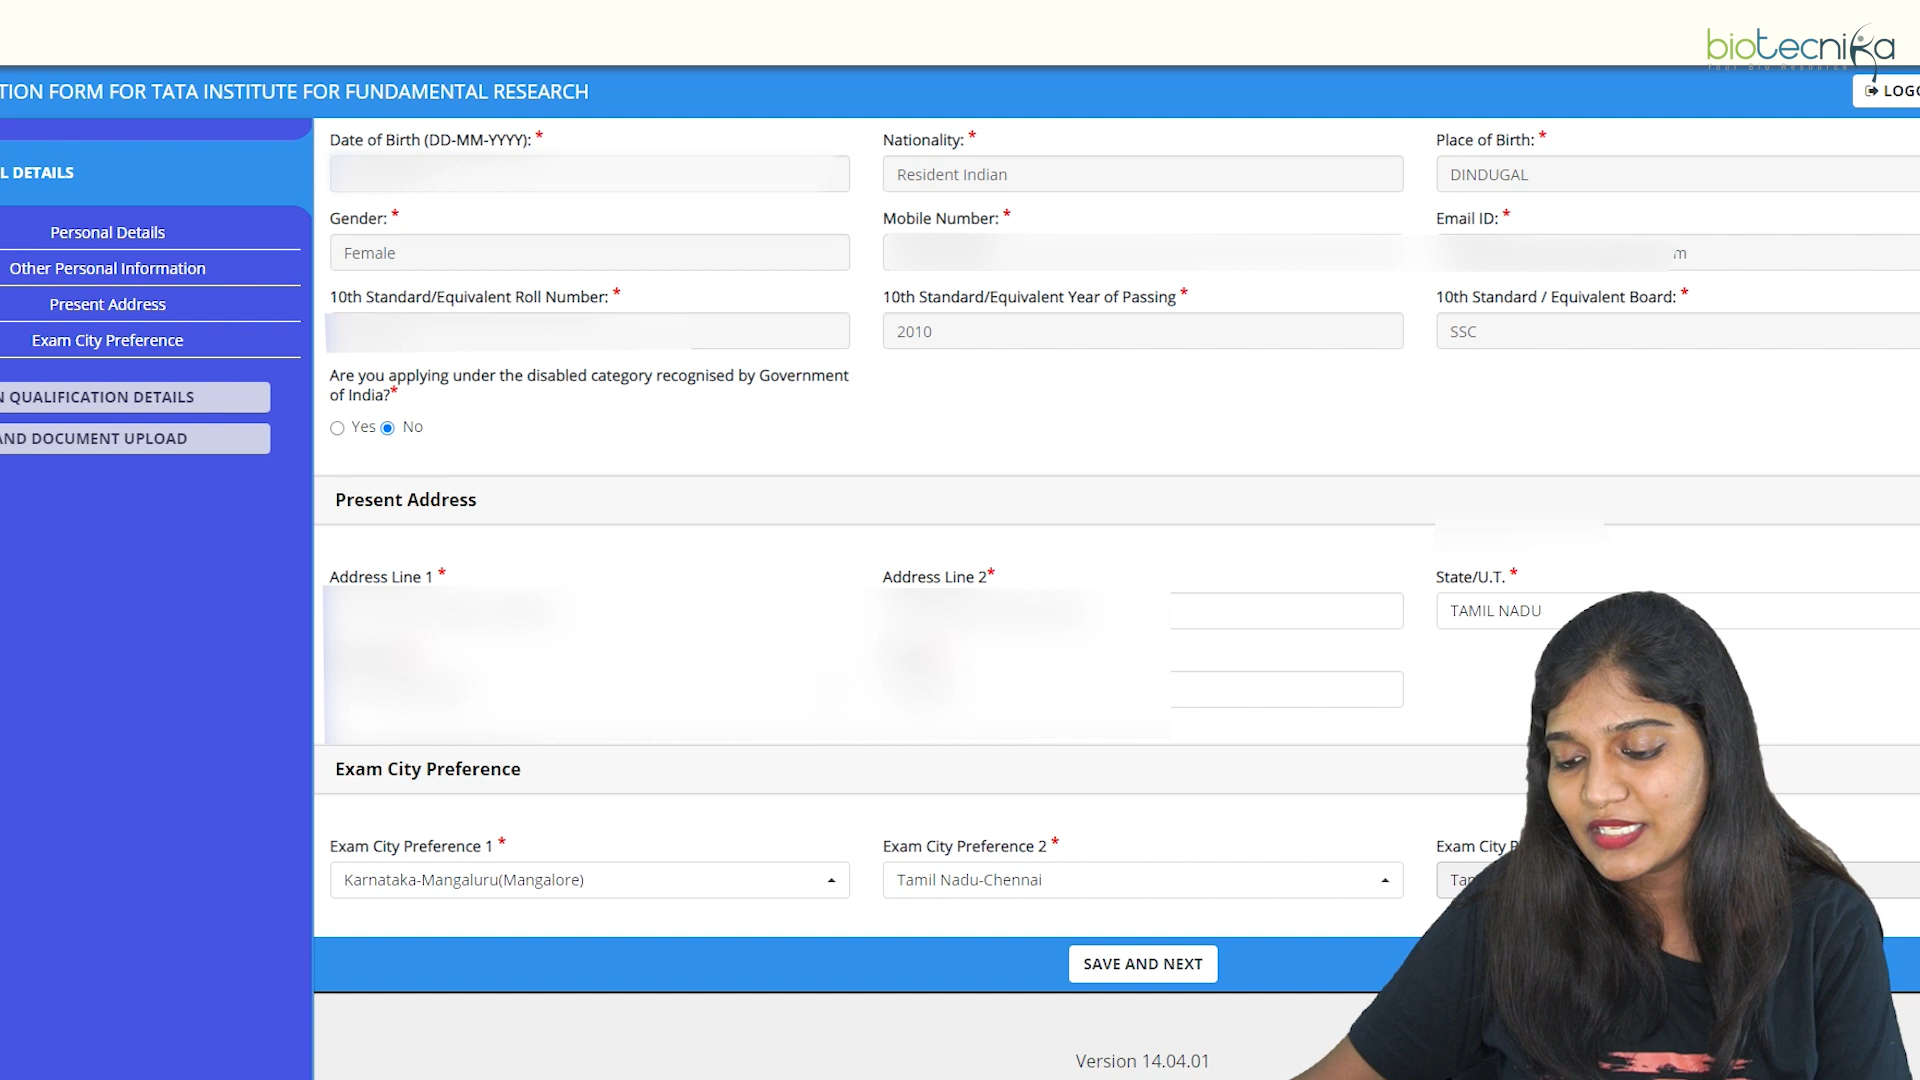 biotecnika
TION FORM FOR TATA INSTITUTE FOR FUNDAMENTAL RESEARCH
LOGO
L DETAILS
Personal Details
Other Personal Information
Present Address
Exam City Preference
N QUALIFICATION DETAILS
AND DOCUMENT UPLOAD
Date of Birth (DD-MM-YYYY): * Nationality: * Place of Birth: *
Resident Indian DINDUGAL
Gender: * Mobile Number: * Email ID: *
Female m
10th Standard/Equivalent Roll Number: * 10th Standard/Equivalent Year of Passing * 10th Standard / Equivalent Board: *
2010 SSC
Are you applying under the disabled category recognised by Government
of India?*
Yes No
Present Address
Address Line 1 * Address Line 2* State/U.T. *
TAMIL NADU
Exam City Preference
Exam City Preference 1 * Exam City Preference 2 * Exam City P
Karnataka-Mangaluru(Mangalore) Tamil Nadu-Chennai Ta
SAVE AND NEXT
Version 14.04.01